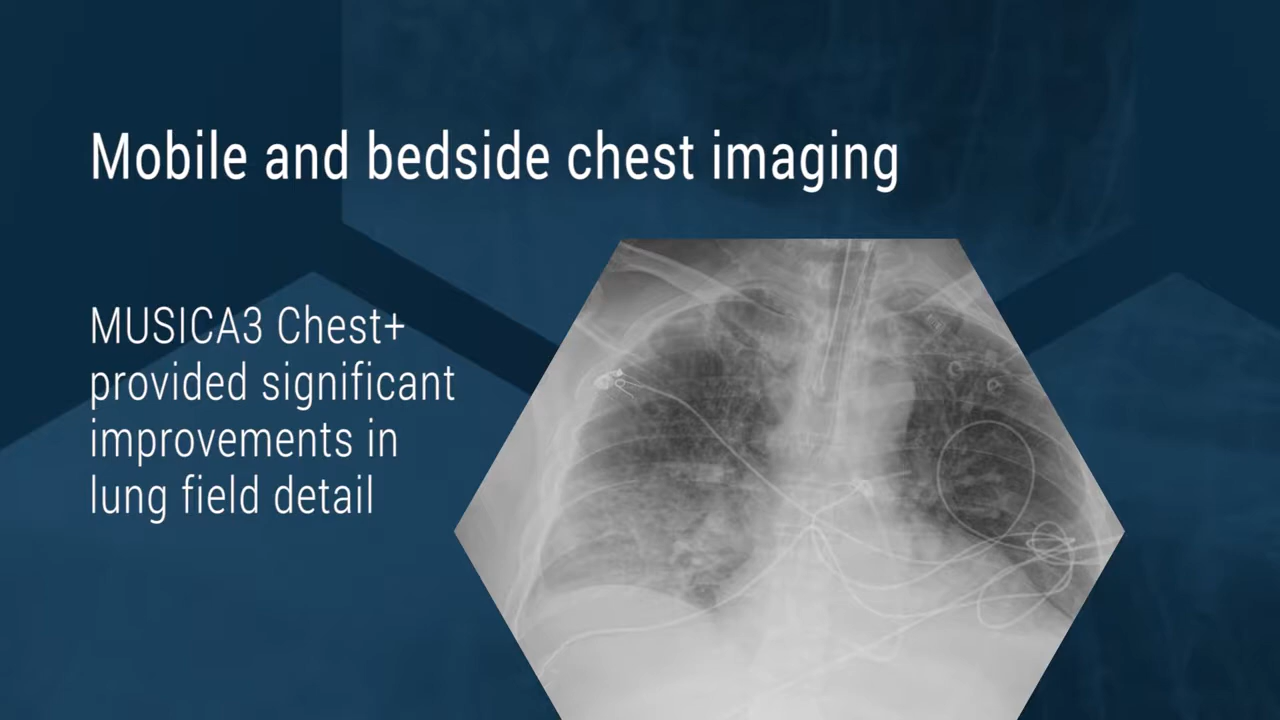 Mobile and bedside chest imaging
MUSICA3 Chest+
provided significant
improvements in
lung field detail